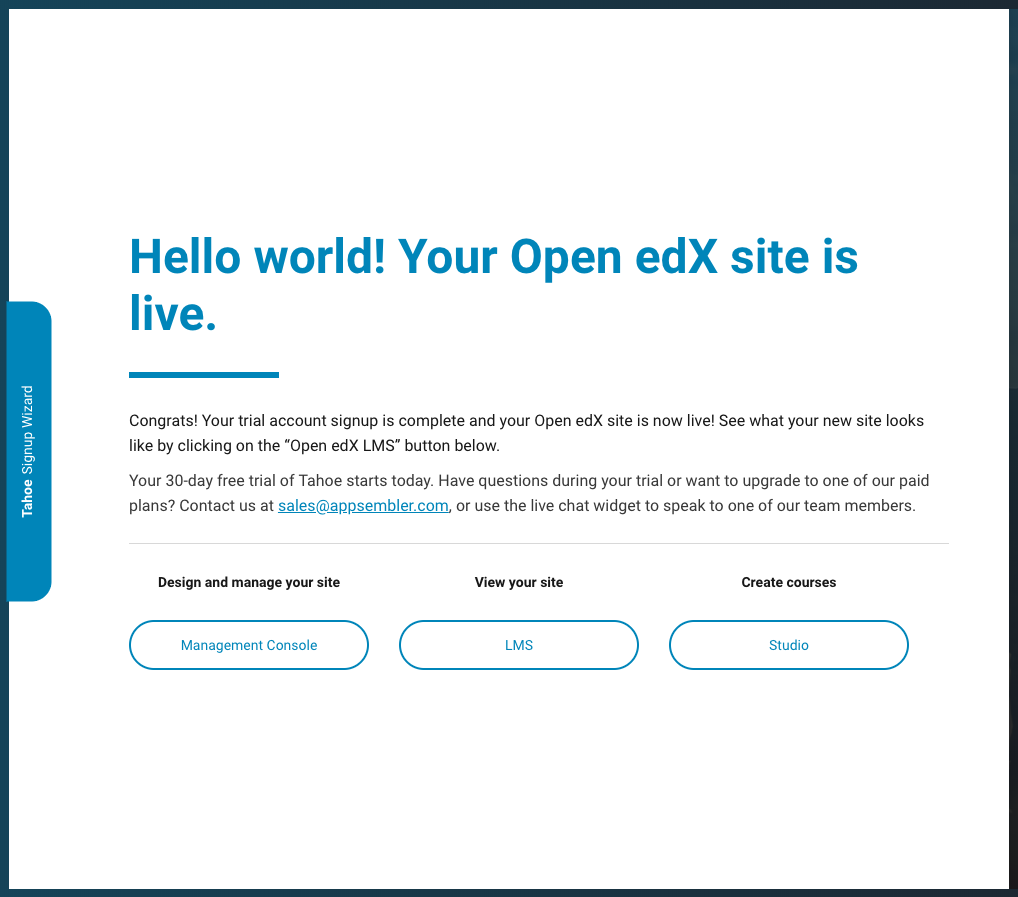 Hello world! Your Open edX site is
live.
Tahoe Signup Wizard
Congrats! Your trial account signup is complete and your Open edX site is now live! See what your new site looks
like by clicking on the “Open edX LMS” button below.
Your 30-day free trial of Tahoe starts today. Have questions during your trial or want to upgrade to one of our paid
plans? Contact us at sales@appsembler.com, or use the live chat widget to speak to one of our team members.
Design and manage your site
View your site
Create courses
Management Console
LMS
Studio